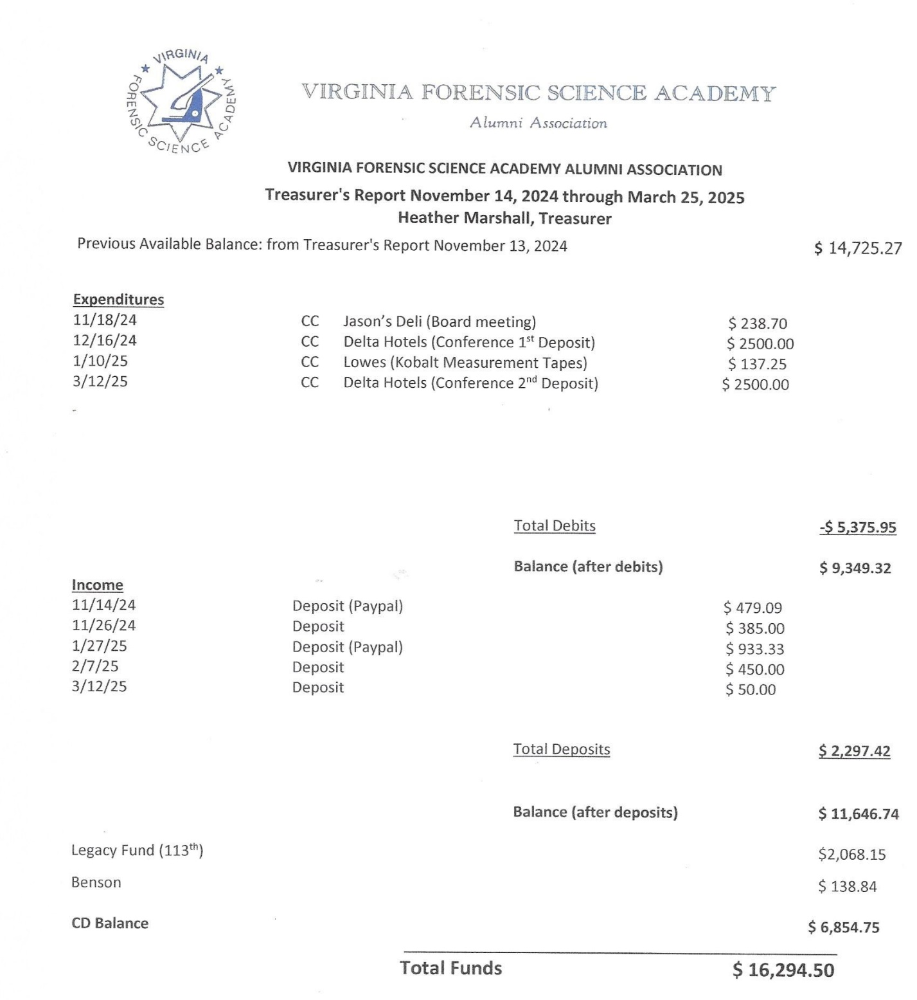 VIRGINIA
FORENSIC SCIENCE ACADEMY
VIRGINIA FORENSIC SCIENCE ACADEMY
Alumni Association
VIRGINIA FORENSIC SCIENCE ACADEMY ALUMNI ASSOCIATION
Treasurer's Report November 14, 2024 through March 25, 2025
Heather Marshall, Treasurer
Previous Available Balance: from Treasurer's Report November 13, 2024 $ 14,725.27
Expenditures
11/18/24 CC Jason's Deli (Board meeting) $ 238.70
12/16/24 CC Delta Hotels (Conference 1st Deposit) $ 2500.00
1/10/25 CC Lowes (Kobalt Measurement Tapes) $ 137.25
3/12/25 CC Delta Hotels (Conference 2nd Deposit) $ 2500.00
Total Debits -$ 5,375.95
Balance (after debits) $ 9,349.32
Income
11/14/24 Deposit (Paypal) $ 479.09
11/26/24 Deposit $ 385.00
1/27/25 Deposit (Paypal) $ 933.33
2/7/25 Deposit $ 450.00
3/12/25 Deposit $ 50.00
Total Deposits $ 2,297.42
Balance (after deposits) $ 11,646.74
Legacy Fund (113th) $2,068.15
Benson $ 138.84
CD Balance $ 6,854.75
Total Funds $ 16,294.50